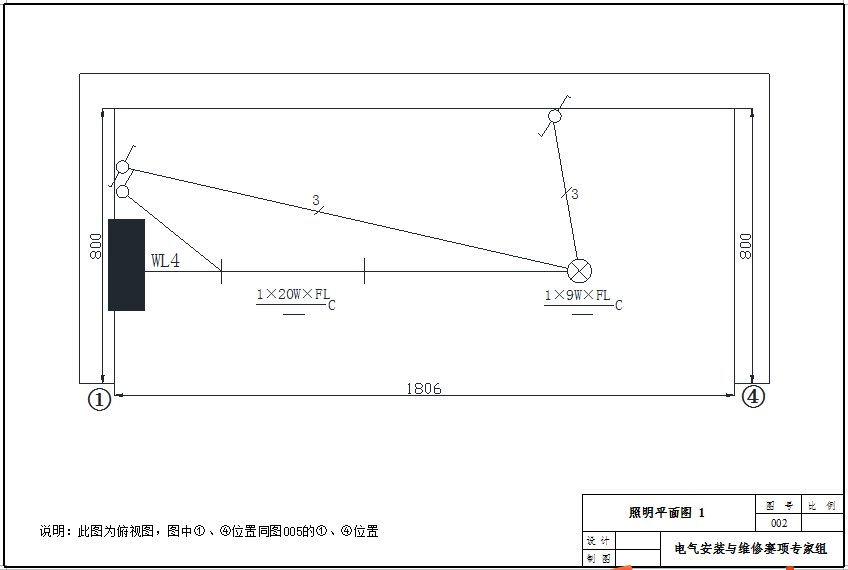 3
3
800
800
WL4
1×20W×FL
C
1×9W×FL
C
1806
①
④
照明平面图 1
图 号
比 例
002
设 计
制 图
电气安装与维修赛项专家组
说明：此图为俯视图，图中①、④位置同图005的①、④位置